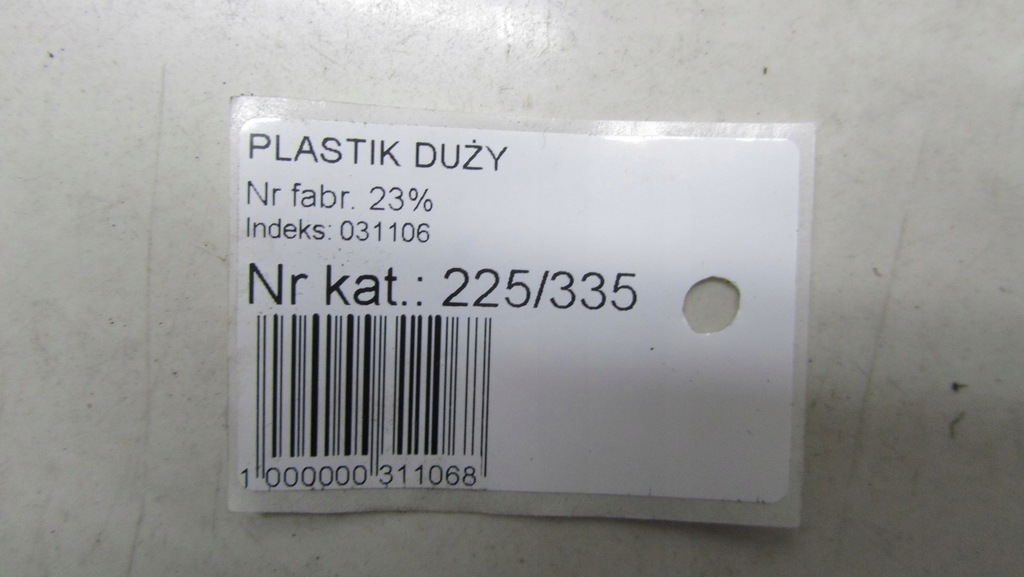 PLASTIK DUŻY
Nr fabr. 23%
Indeks: 031106
Nr kat.: 225/335
1 000000 311068